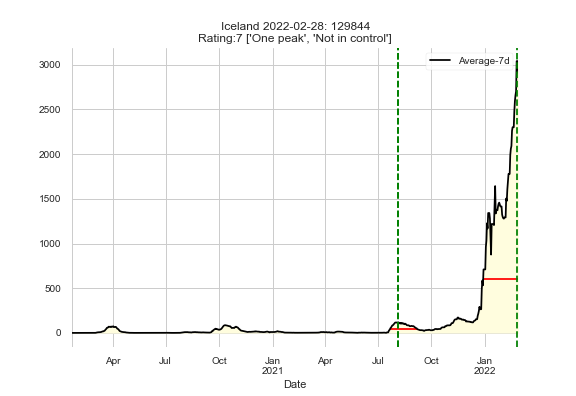 Iceland 2022-02-28: 129844
Rating:7 ['One peak', 'Not in control']
Average-7d
3000
2500
2000
1500
1000
500
0
Apr Jul Oct Jan Apr Jul Oct Jan
2021 2022
Date